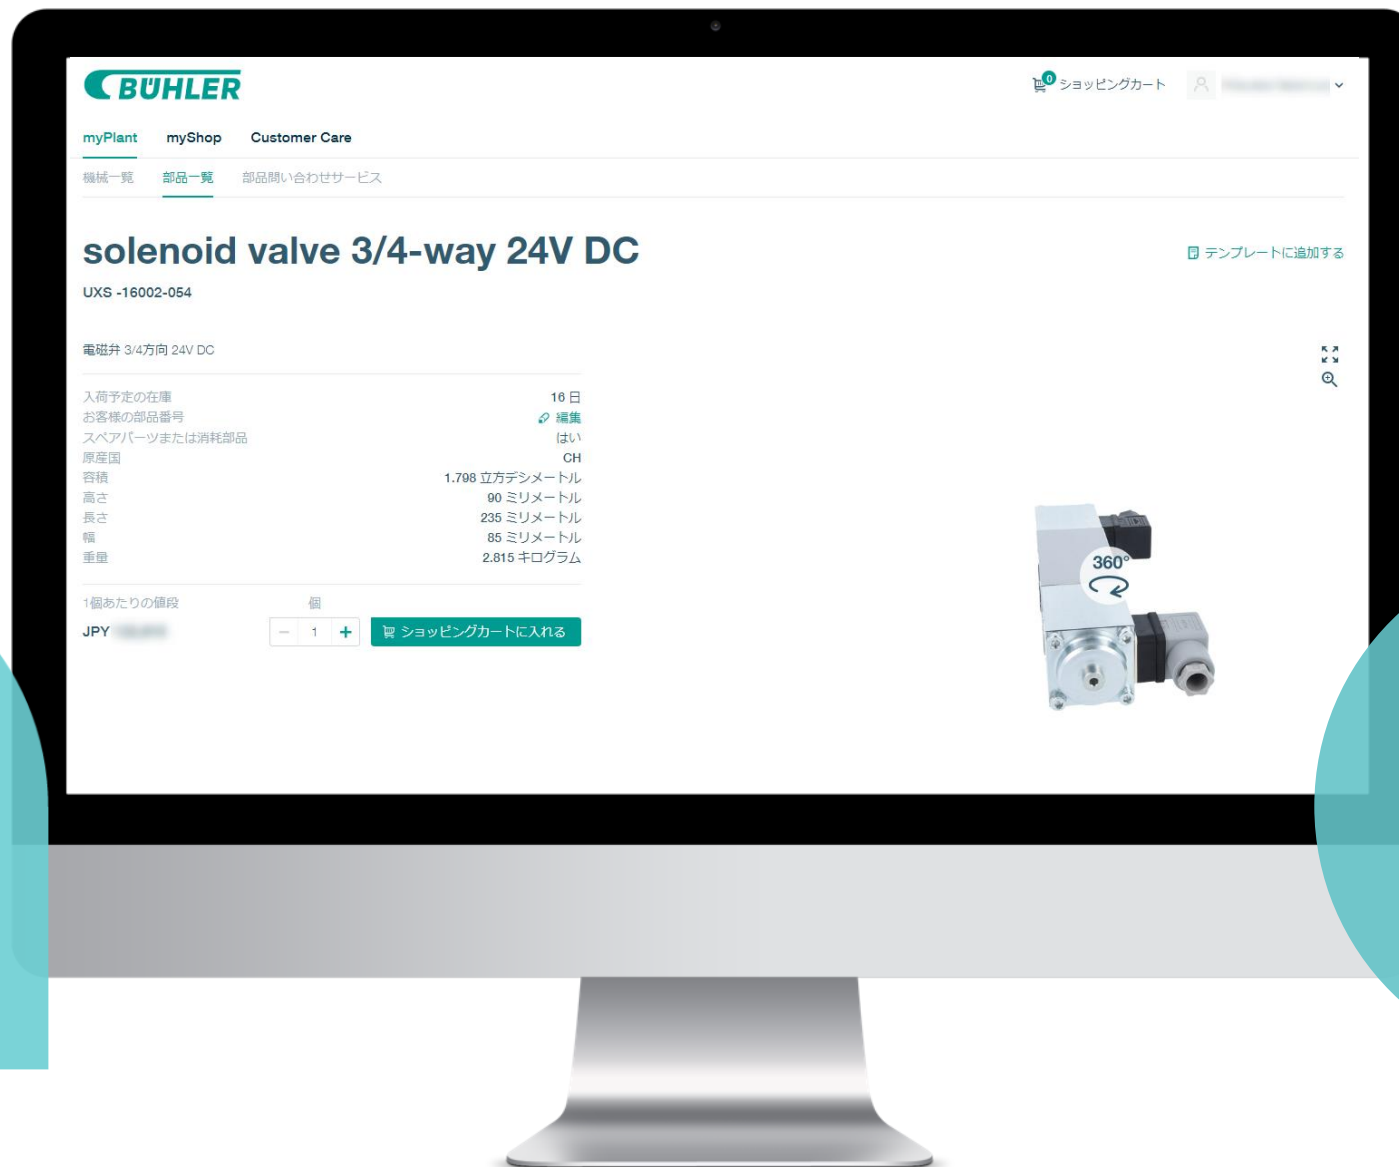 BÜHLER
0 ショッピングカート
myPlant myShop Customer Care
機械一覧 部品一覧 部品問い合わせサービス
solenoid valve 3/4-way 24V DC
テンプレートに追加する
UXS -16002-054
電磁弁 3/4方向 24V DC
入荷予定の在庫 16 日
お客様の部品番号 編集
スペアパーツまたは消耗部品 はい
原産国 CH
容積 1.798 立方デシメートル
高さ 90 ミリメートル
長さ 235 ミリメートル
幅 85 ミリメートル
重量 2.815 キログラム
360°
1個あたりの値段 個
JPY − 1 + ショッピングカートに入れる